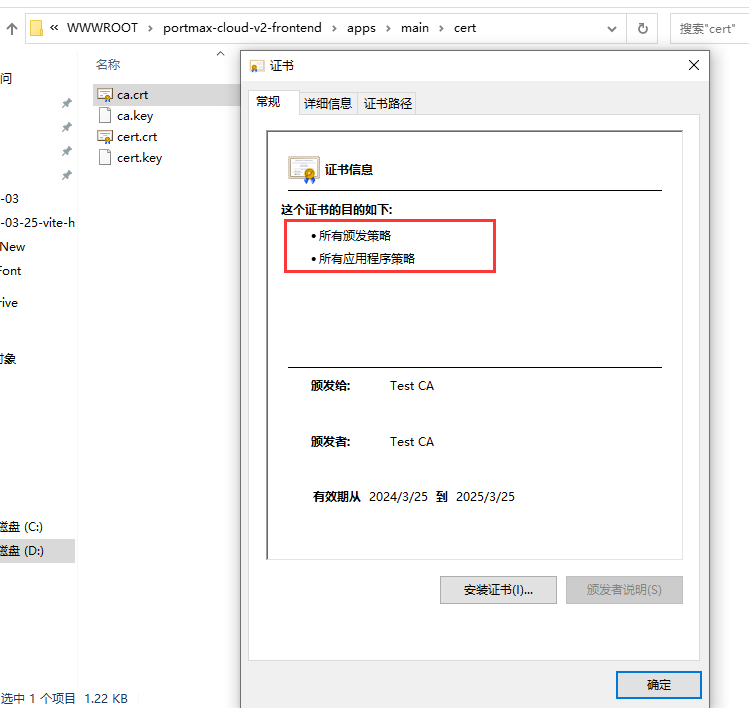 « WWWROOT › portmax-cloud-v2-frontend › apps › main › cert
搜索"cert"
名称
问
ca.crt
ca.key
cert.crt
cert.key
-03
-03-25-vite-h
New
Font
rive
对象
磁盘 (C:)
磁盘 (D:)
证书
常规 详细信息 证书路径
证书信息
这个证书的目的如下:
• 所有颁发策略
• 所有应用程序策略
颁发给: Test CA
颁发者: Test CA
有效期从 2024/3/25 到 2025/3/25
安装证书(I)... 颁发者说明(S)
确定
选中 1 个项目 1.22 KB